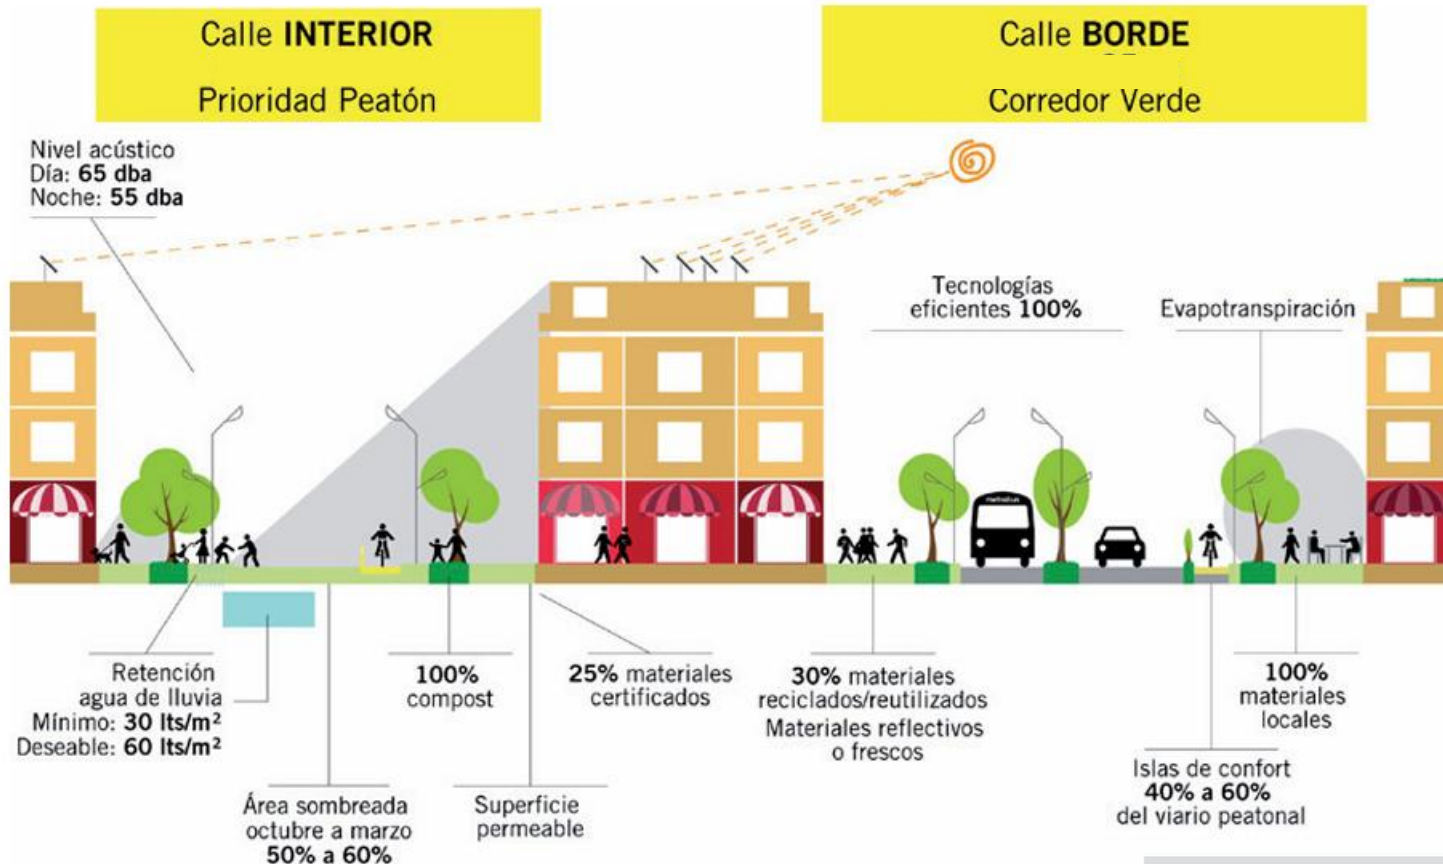 Calle INTERIOR
Prioridad Peatón
Calle BORDE
Corredor Verde
Nivel acústico
Día: 65 dba
Noche: 55 dba
Tecnologías
eficientes 100%
Evapotranspiración
metrobus
Retención
agua de lluvia
Mínimo: 30 lts/m²
Deseable: 60 lts/m²
100%
compost
25% materiales
certificados
30% materiales
reciclados/reutilizados
Materiales reflectivos
o frescos
100%
materiales
locales
Área sombreada
octubre a marzo
50% a 60%
Superficie
permeable
Islas de confort
40% a 60%
del viario peatonal